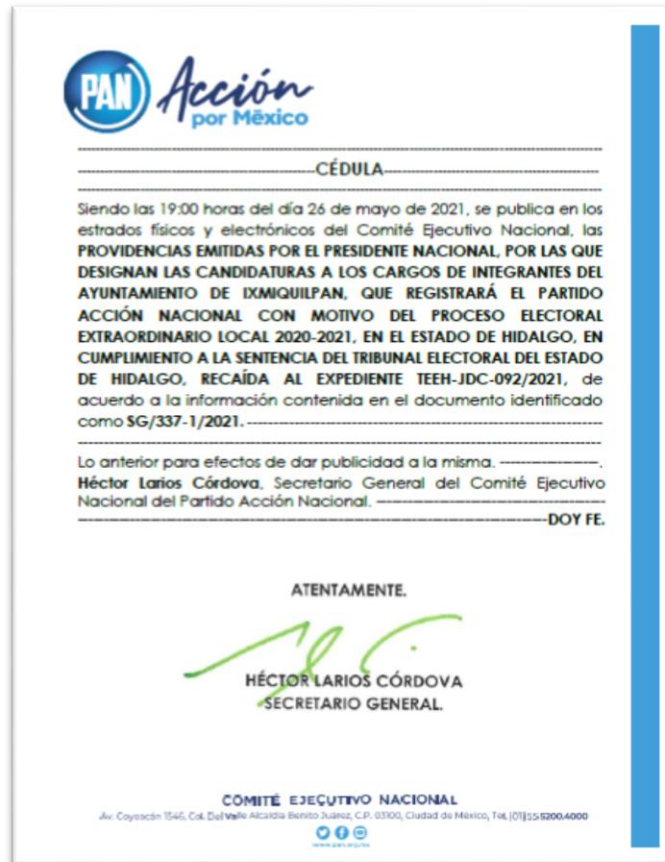 PAN
Acción
por México
CÉDULA
Siendo las 19:00 horas del día 26 de mayo de 2021, se publica en los
estrados físicos y electrónicos del Comité Ejecutivo Nacional, las
PROVIDENCIAS EMITIDAS POR EL PRESIDENTE NACIONAL, POR LAS QUE
DESIGNAN LAS CANDIDATURAS A LOS CARGOS DE INTEGRANTES DEL
AYUNTAMIENTO DE IXMIQUILPAN, QUE REGISTRARÁ EL PARTIDO
ACCIÓN NACIONAL CON MOTIVO DEL PROCESO ELECTORAL
EXTRAORDINARIO LOCAL 2020-2021, EN EL ESTADO DE HIDALGO, EN
CUMPLIMIENTO A LA SENTENCIA DEL TRIBUNAL ELECTORAL DEL ESTADO
DE HIDALGO, RECAÍDA AL EXPEDIENTE TEEH-JDC-092/2021, de
acuerdo a la información contenida en el documento identificado
como SG/337-1/2021.
Lo anterior para efectos de dar publicidad a la misma.
Héctor Larios Córdova, Secretario General del Comité Ejecutivo
Nacional del Partido Acción Nacional.
DOY FE.
ATENTAMENTE.
HÉCTOR LARIOS CÓRDOVA
SECRETARIO GENERAL.
COMITÉ EJECUTIVO NACIONAL
Av. Coyoacán 1546, Col. Del Valle Alcaldía Benito Juárez, C.P. 03100, Ciudad de México, Tel. (01)55 5200.4000
www.pan.org.mx